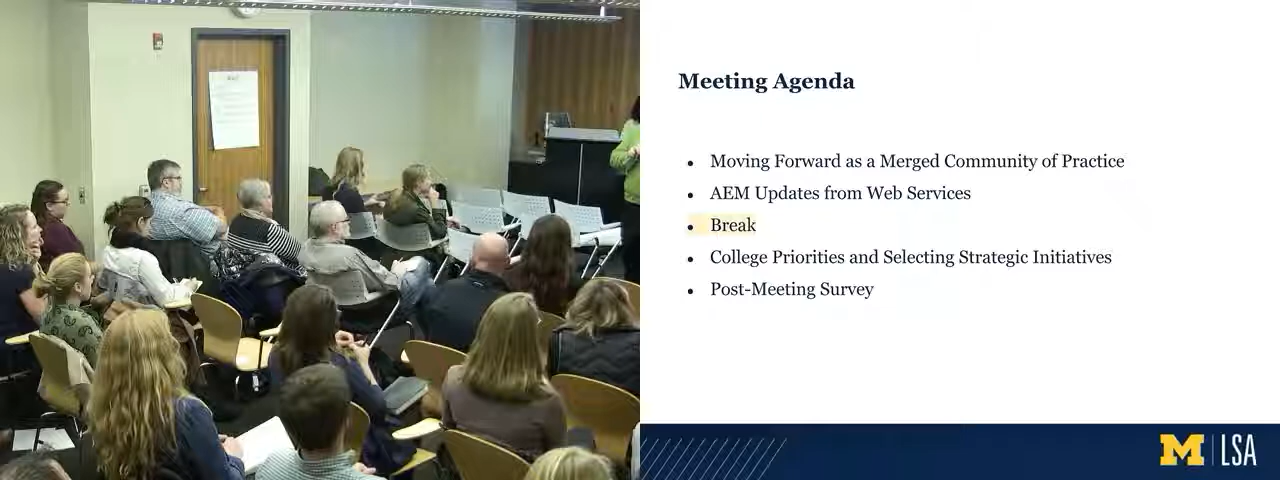 Meeting Agenda
• Moving Forward as a Merged Community of Practice
• AEM Updates from Web Services
• Break
• College Priorities and Selecting Strategic Initiatives
• Post-Meeting Survey
M | LSA